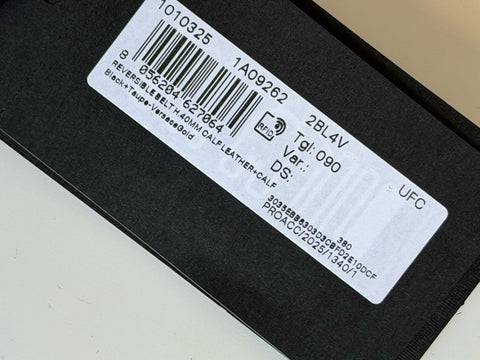 1010325 1A09262 2BL4V
8 056204 627064
RFID
Tgl: 090
Var.:
DS:
UFC
REVERSIBLE BELT H.40MM CALF LEATHER+CALF
Black+Taupe-VersaceGold
380
PROACC/2025/1340/1